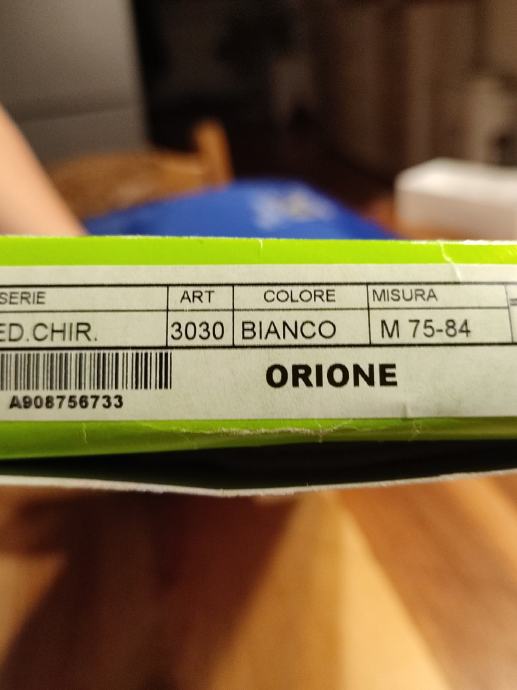 SERIE ART COLORE MISURA
ED.CHIR. 3030 BIANCO M 75-84
ORIONE
A908756733